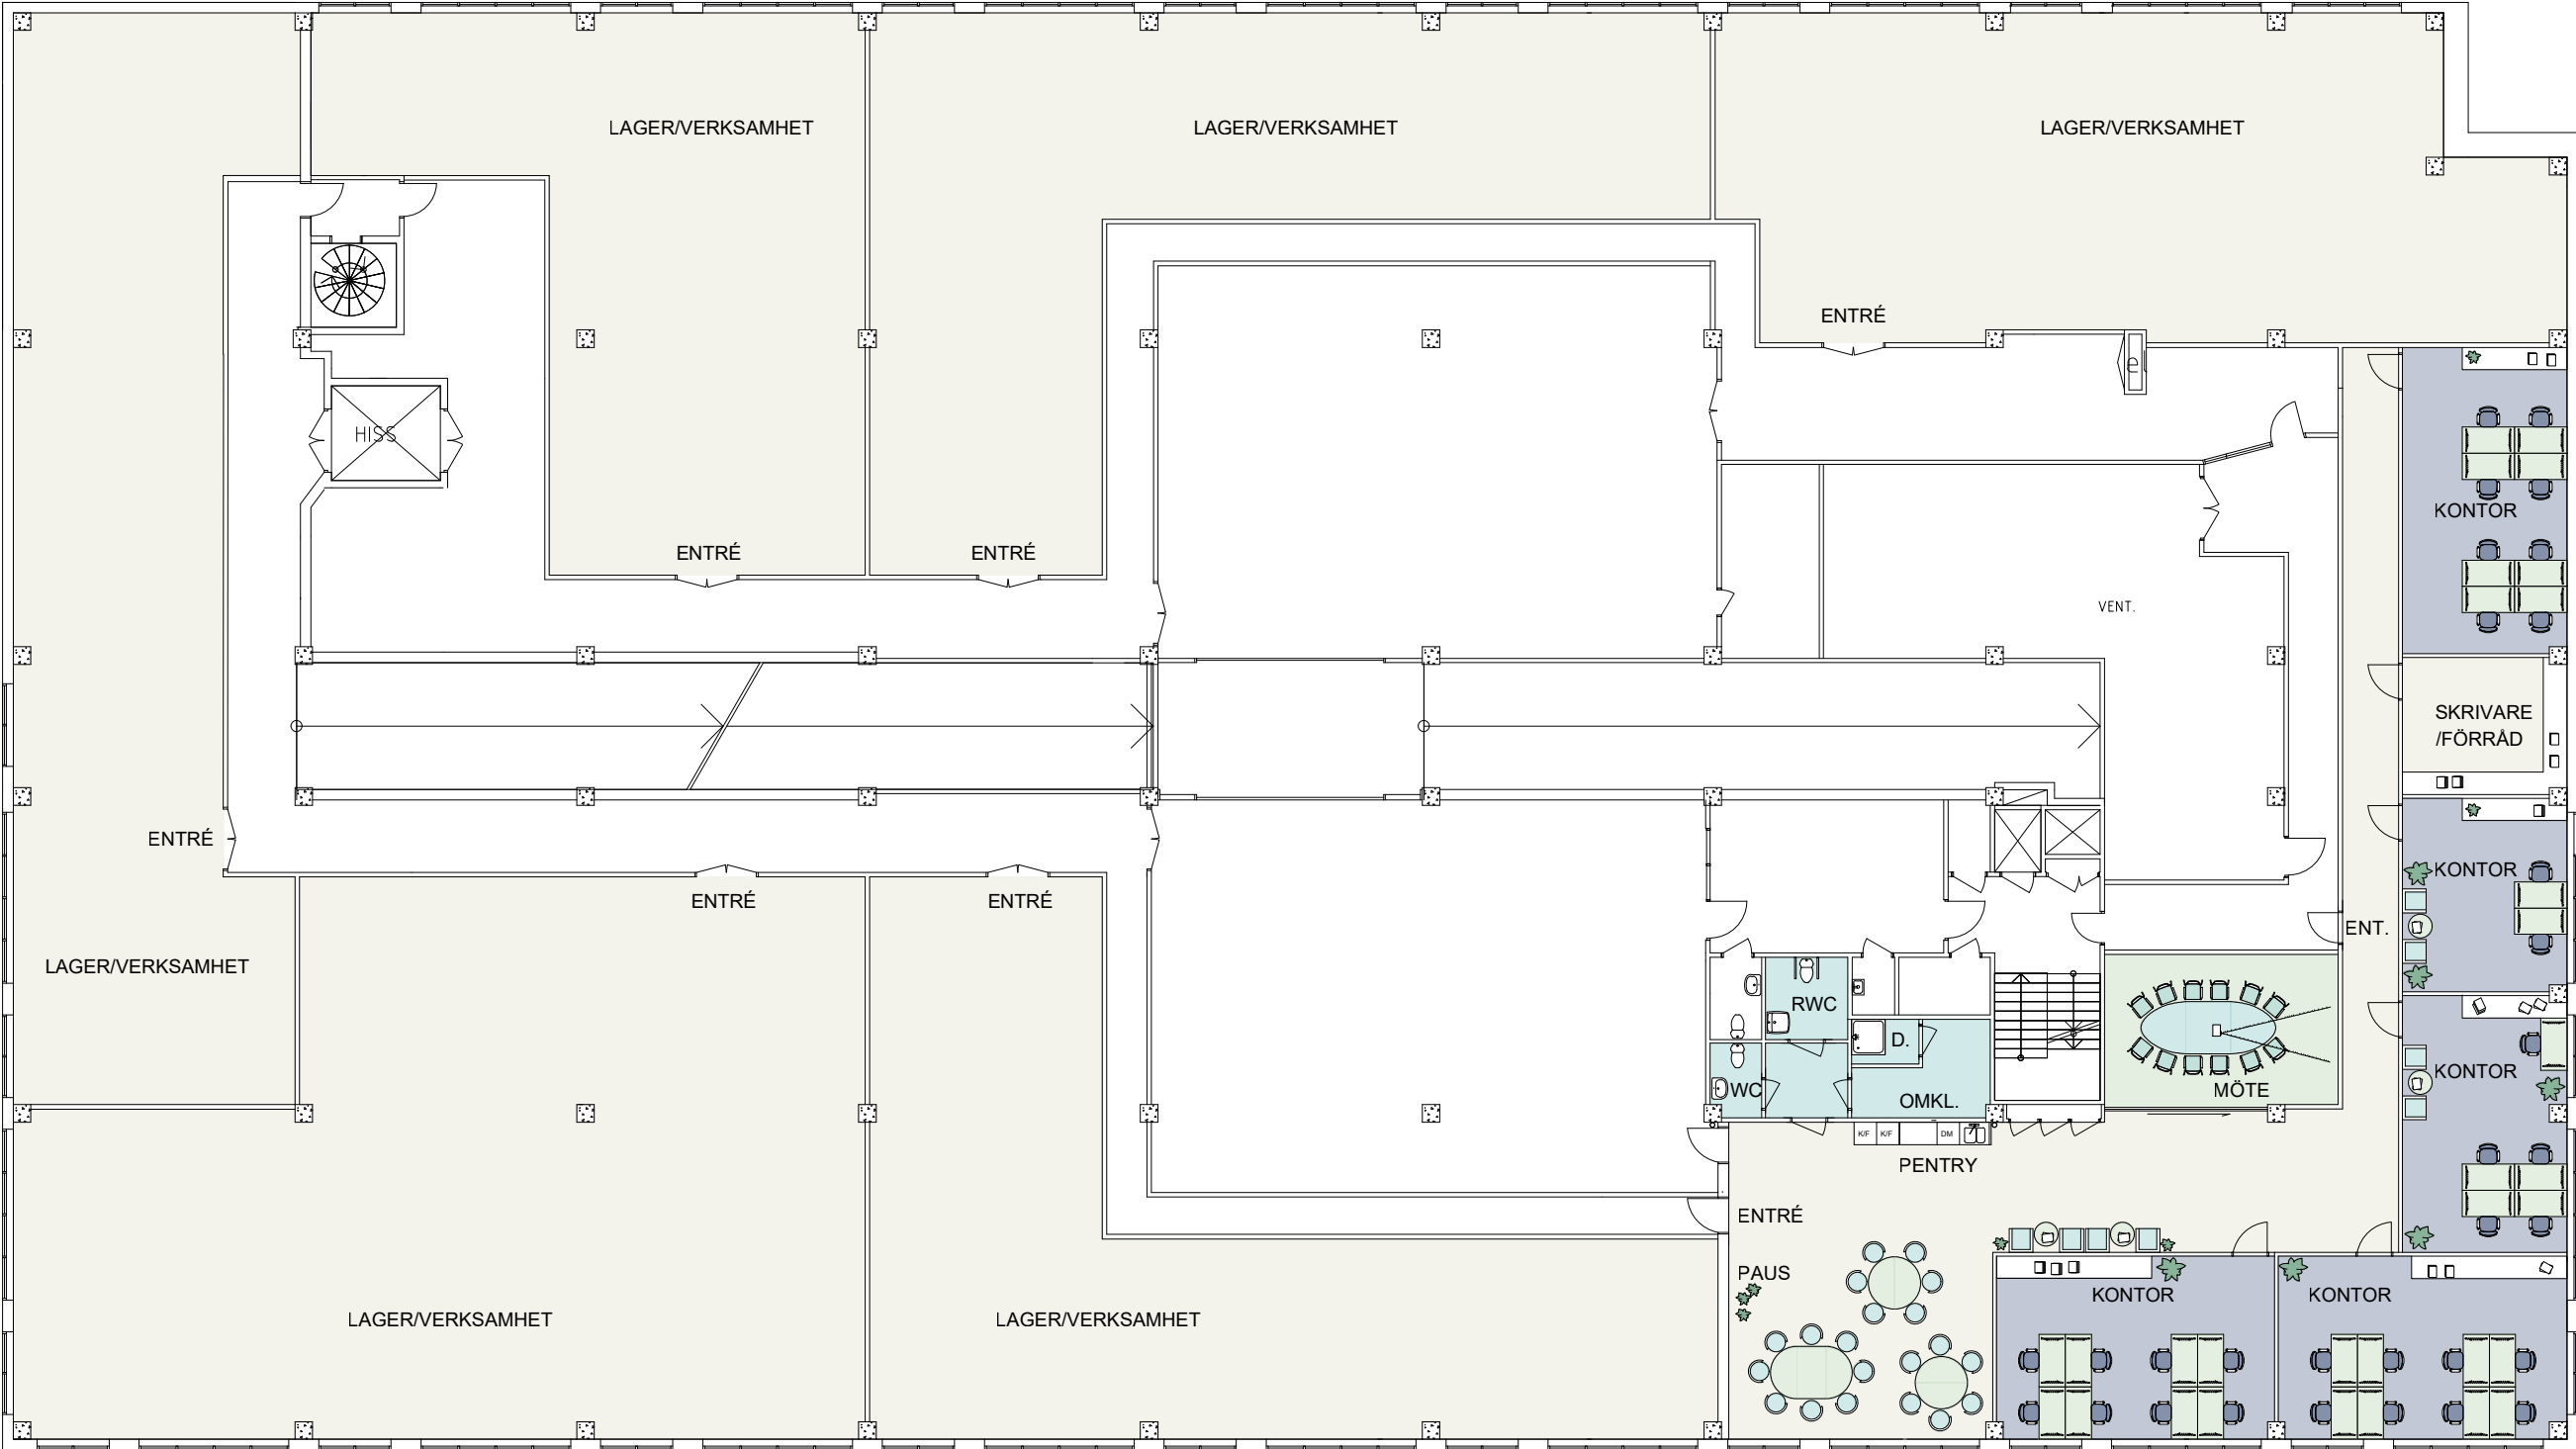 LAGER/VERKSAMHET
LAGER/VERKSAMHET
LAGER/VERKSAMHET
ENTRÉ
el
HISS
KONTOR
ENTRÉ
ENTRÉ
VENT.
SKRIVARE
/FÖRRÅD
ENTRÉ
KONTOR
ENTRÉ
ENTRÉ
ENT.
LAGER/VERKSAMHET
RWC
D.
KONTOR
WC
OMKL.
MÖTE
K/F
K/F
DM
PENTRY
ENTRÉ
PAUS
KONTOR
KONTOR
LAGER/VERKSAMHET
LAGER/VERKSAMHET